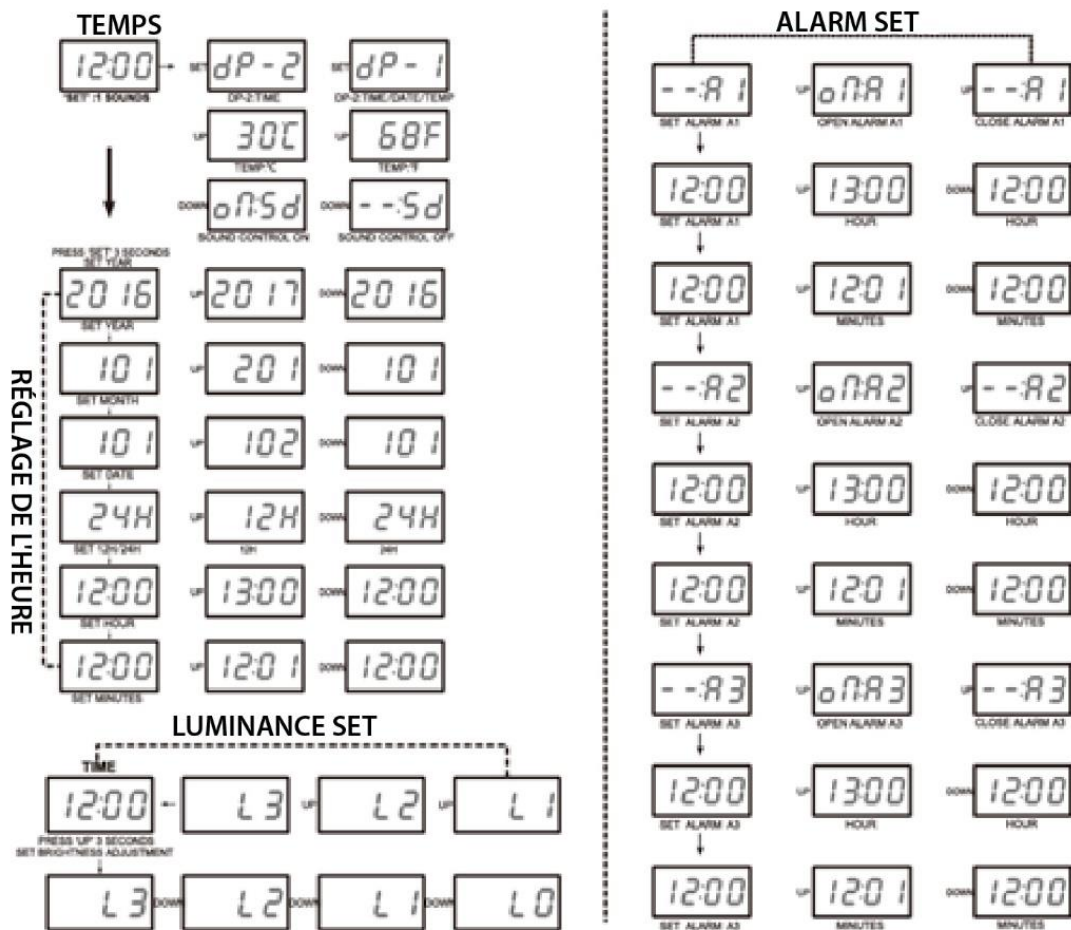 TEMPS
12:00 SET dP-2 SET dP-1
"SET" :1 SOUNDS DP-2:TIME DP-2:TIME/DATE/TEMP
UP 30℃ UP 68°F
TEMP:℃ TEMP:°F
DOWN on:Sd DOWN --:Sd
SOUND CONTROL ON SOUND CONTROL OFF
PRESS 'SET' 3 SECONDS
SET YEAR
RÉGLAGE DE L'HEURE
2016 UP 2017 DOWN 2016
SET YEAR
101 UP 201 DOWN 101
SET MONTH
101 UP 102 DOWN 101
SET DATE
24H UP 12H DOWN 24H
SET 12H/24H 12H 24H
12:00 UP 13:00 DOWN 12:00
SET HOUR
12:00 UP 12:01 DOWN 12:00
SET MINUTES
LUMINANCE SET
TIME
12:00 L3 UP L2 UP L1
PRESS 'UP' 3 SECONDS
SET BRIGHTNESS ADJUSTMENT
L3 DOWN L2 DOWN L1 DOWN L0
ALARM SET
--:A1 UP on:A1 UP --:A1
SET ALARM A1 OPEN ALARM A1 CLOSE ALARM A1
12:00 UP 13:00 DOWN 12:00
SET ALARM A1 HOUR HOUR
12:00 UP 12:01 DOWN 12:00
SET ALARM A1 MINUTES MINUTES
--:A2 UP on:A2 UP --:A2
SET ALARM A2 OPEN ALARM A2 CLOSE ALARM A2
12:00 UP 13:00 DOWN 12:00
SET ALARM A2 HOUR HOUR
12:00 UP 12:01 DOWN 12:00
SET ALARM A2 MINUTES MINUTES
--:A3 UP on:A3 UP --:A3
SET ALARM A3 OPEN ALARM A3 CLOSE ALARM A3
12:00 UP 13:00 DOWN 12:00
SET ALARM A3 HOUR HOUR
12:00 UP 12:01 DOWN 12:00
SET ALARM A3 MINUTES MINUTES